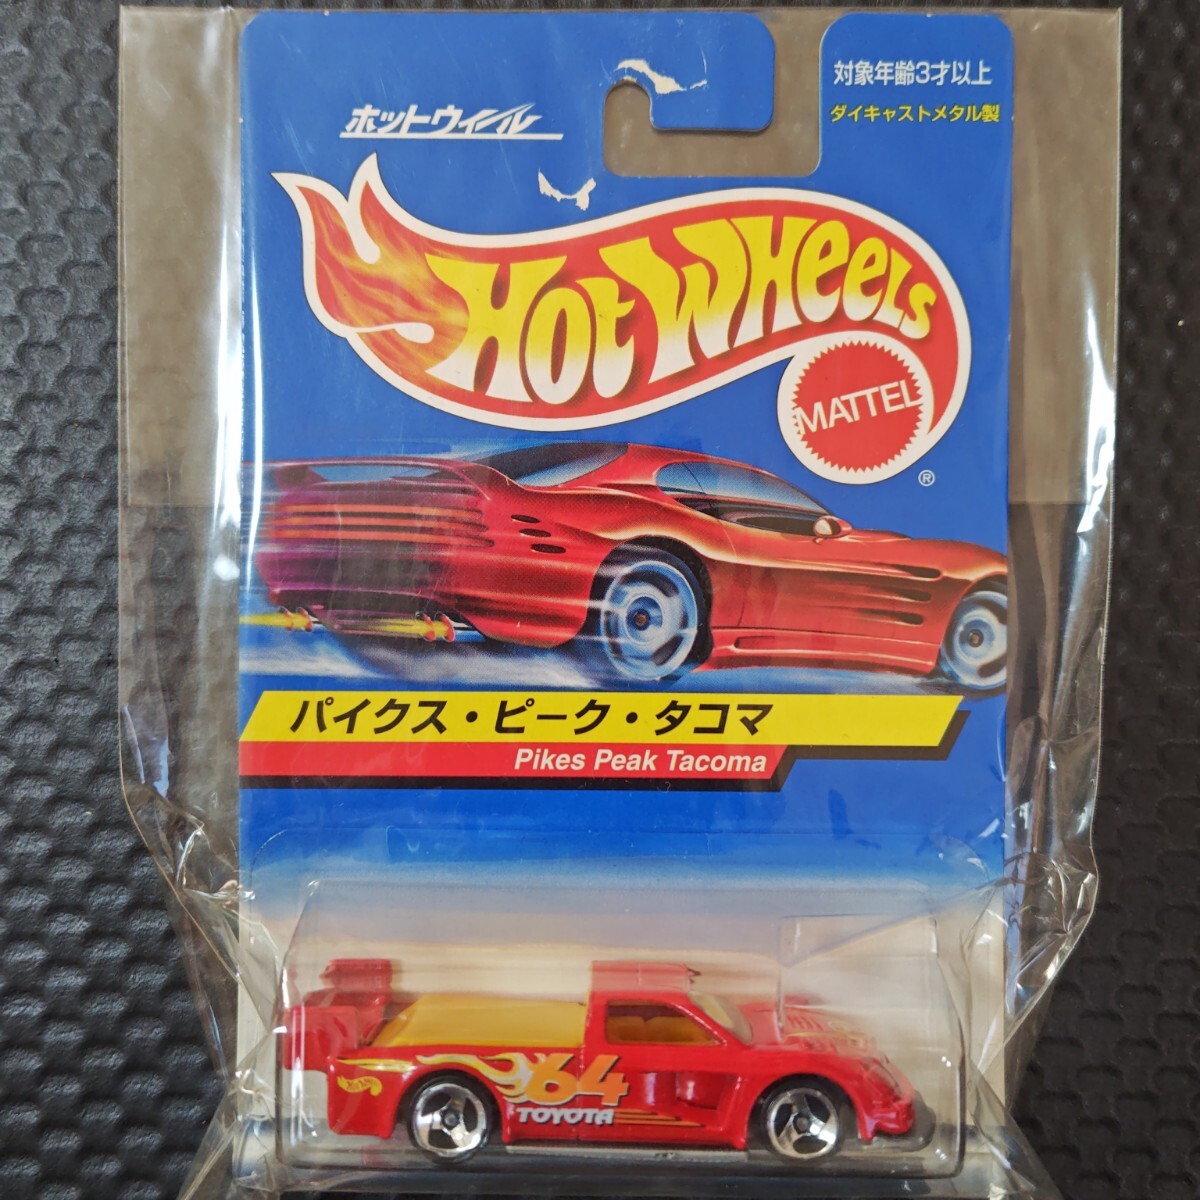 対象年齢3才以上
ダイキャストメタル製
ホットウィール
HOT WHEELS
MATTEL
®
パイクス・ピーク・タコマ
Pikes Peak Tacoma
64
TOYOTA
Hot Wheels